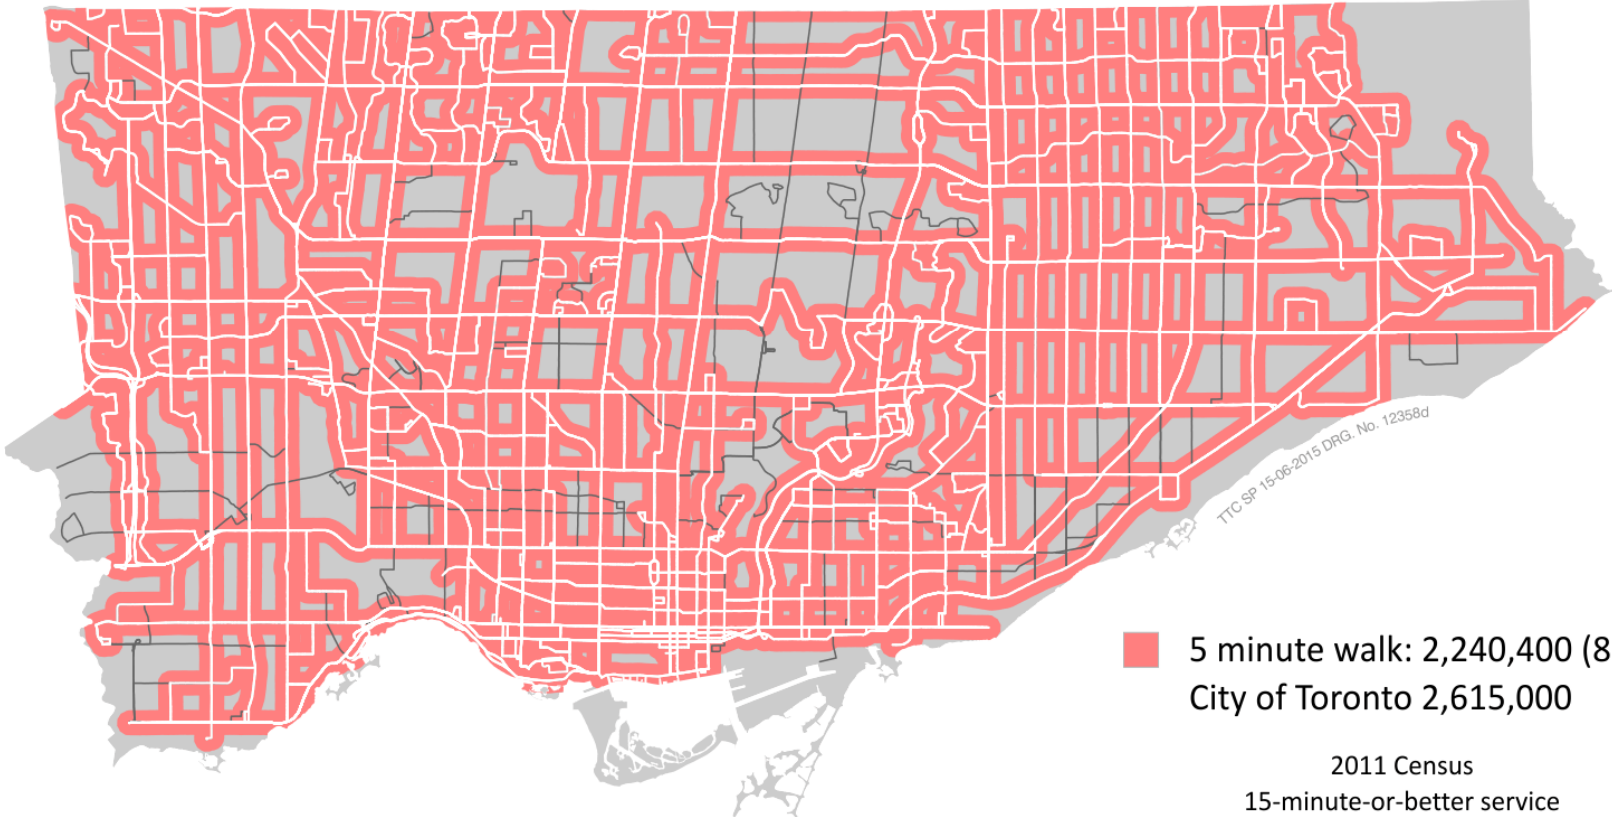 TTC SP 15-06-2015 DRG. No. 12358d
5 minute walk: 2,240,400 (8
City of Toronto 2,615,000
2011 Census
15-minute-or-better service